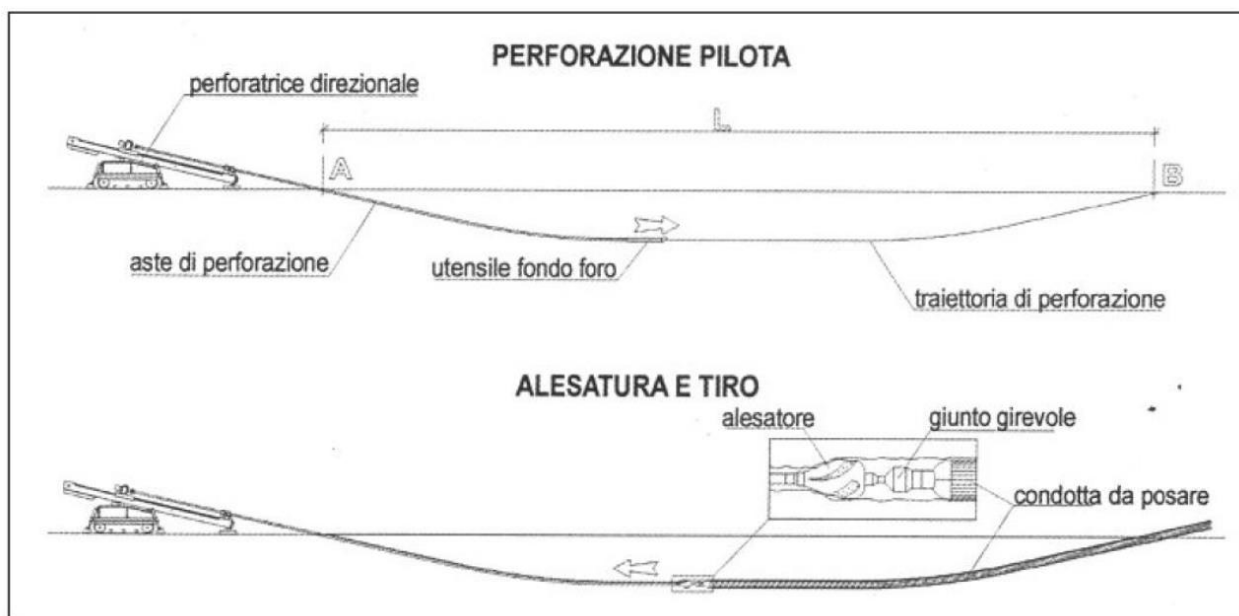 PERFORAZIONE PILOTA
perforatrice direzionale
L
A
B
aste di perforazione
utensile fondo foro
traiettoria di perforazione
ALESATURA E TIRO
alesatore
giunto girevole
condotta da posare